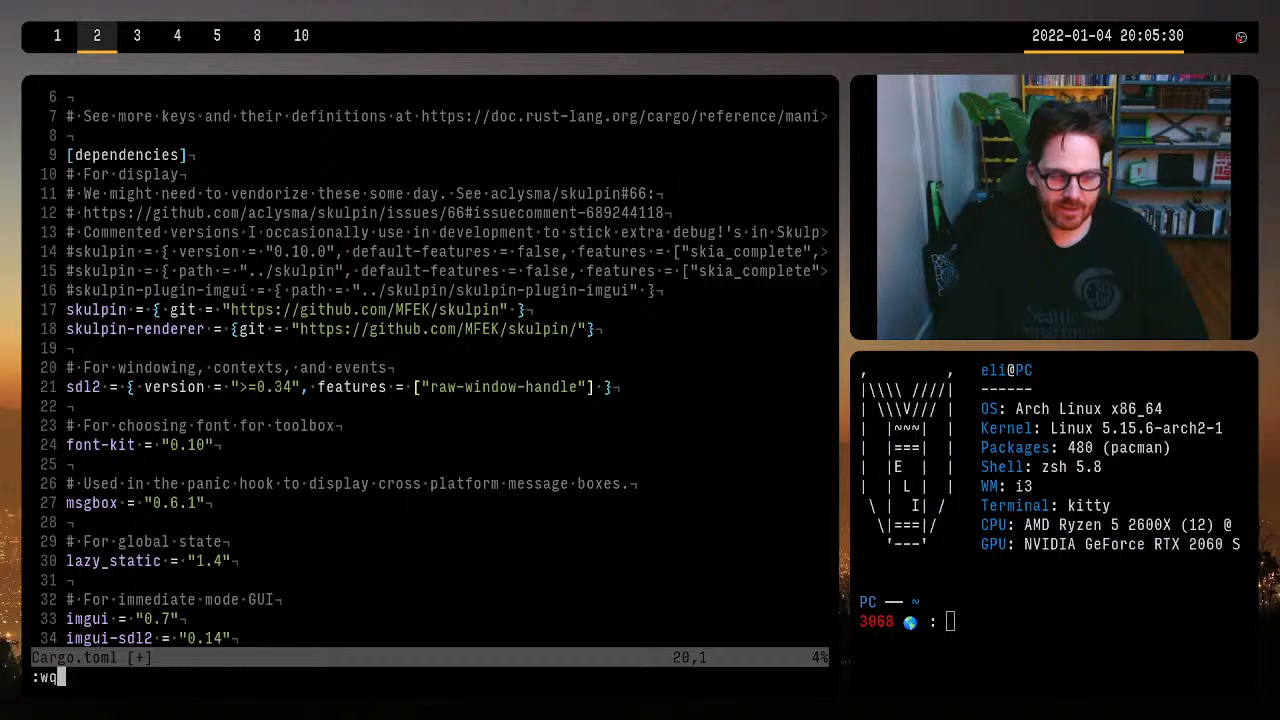 1 2 3 4 5 8 10
2022-01-04 20:05:30
6 ¬
7 #·See·more·keys·and·their·definitions·at·https://doc.rust-lang.org/cargo/reference/mani>
8 ¬
9 [dependencies]¬
10 #·For·display¬
11 #·We·might·need·to·vendorize·these·some·day.·See·aclysma/skulpin#66:¬
12 #·https://github.com/aclysma/skulpin/issues/66#issuecomment-689244118¬
13 #·Commented·versions·I·occasionally·use·in·development·to·stick·extra·debug!'s·in·Skulp>
14 #skulpin·=·{·version·=·"0.10.0",·default-features·=·false,·features·=·["skia_complete",>
15 #skulpin·=·{·path·=·"../skulpin",·default-features·=·false,·features·=·["skia_complete">
16 #skulpin-plugin-imgui·=·{·path·=·"../skulpin/skulpin-plugin-imgui"·}¬
17 skulpin·=·{·git·=·"https://github.com/MFEK/skulpin"·}¬
18 skulpin-renderer·=·{git·=·"https://github.com/MFEK/skulpin/"}¬
19 ¬
20 #·For·windowing,·contexts,·and·events¬
21 sdl2·=·{·version·=·">=0.34",·features·=·["raw-window-handle"]·}¬
22 ¬
23 #·For·choosing·font·for·toolbox¬
24 font-kit·=·"0.10"¬
25 ¬
26 #·Used·in·the·panic·hook·to·display·cross·platform·message·boxes.¬
27 msgbox·=·"0.6.1"¬
28 ¬
29 #·For·global·state¬
30 lazy_static·=·"1.4"¬
31 ¬
32 #·For·immediate·mode·GUI¬
33 imgui·=·"0.7"¬
34 imgui-sdl2·=·"0.14"¬
Cargo.toml [+] 20,1 4%
:wq
, , eli@PC
|\\\\ ////| ------
| \\\V/// | OS: Arch Linux x86_64
| |~~~| | Kernel: Linux 5.15.6-arch2-1
| |===| | Packages: 480 (pacman)
| |E | | Shell: zsh 5.8
| | L | | WM: i3
\ | I| / Terminal: kitty
\|===|/ CPU: AMD Ryzen 5 2600X (12) @
'---' GPU: NVIDIA GeForce RTX 2060 S
PC — ~
3068 🌎 :